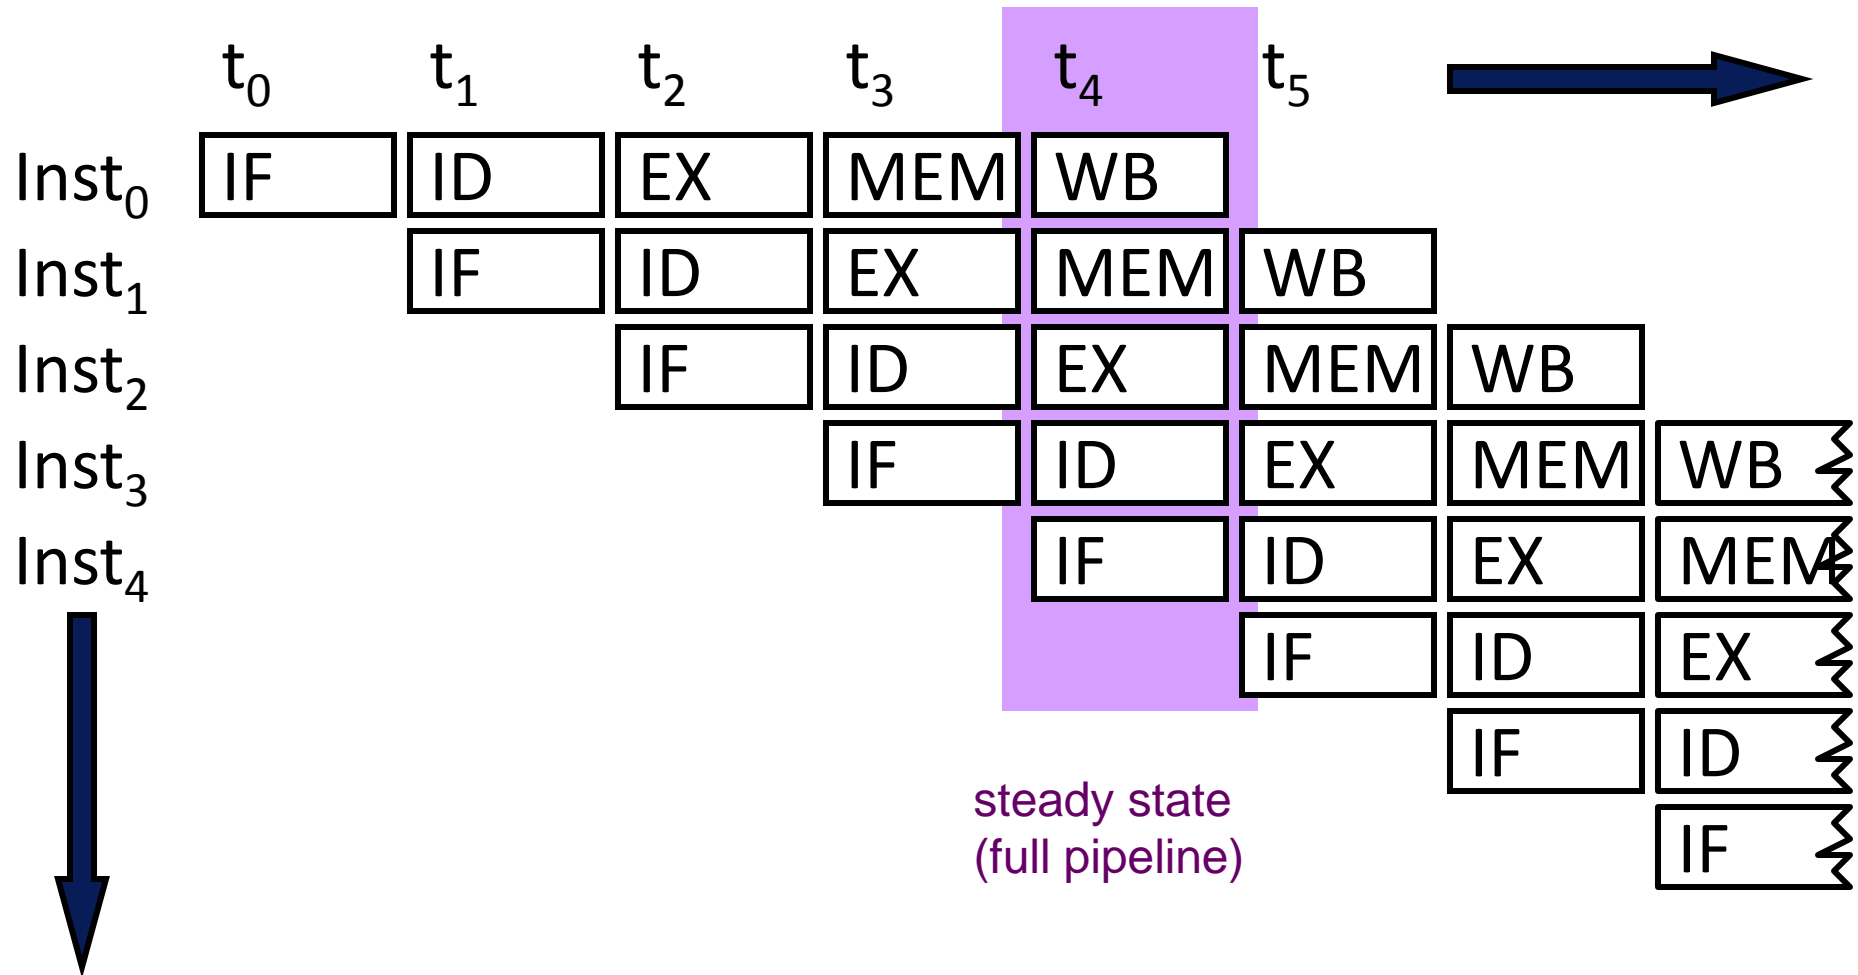 t₀ t₁ t₂ t₃ t₄ t₅
Inst₀ IF ID EX MEM WB
Inst₁ IF ID EX MEM WB
Inst₂ IF ID EX MEM WB
Inst₃ IF ID EX MEM WB
Inst₄ IF ID EX MEM
IF ID EX
IF ID
IF
steady state
(full pipeline)